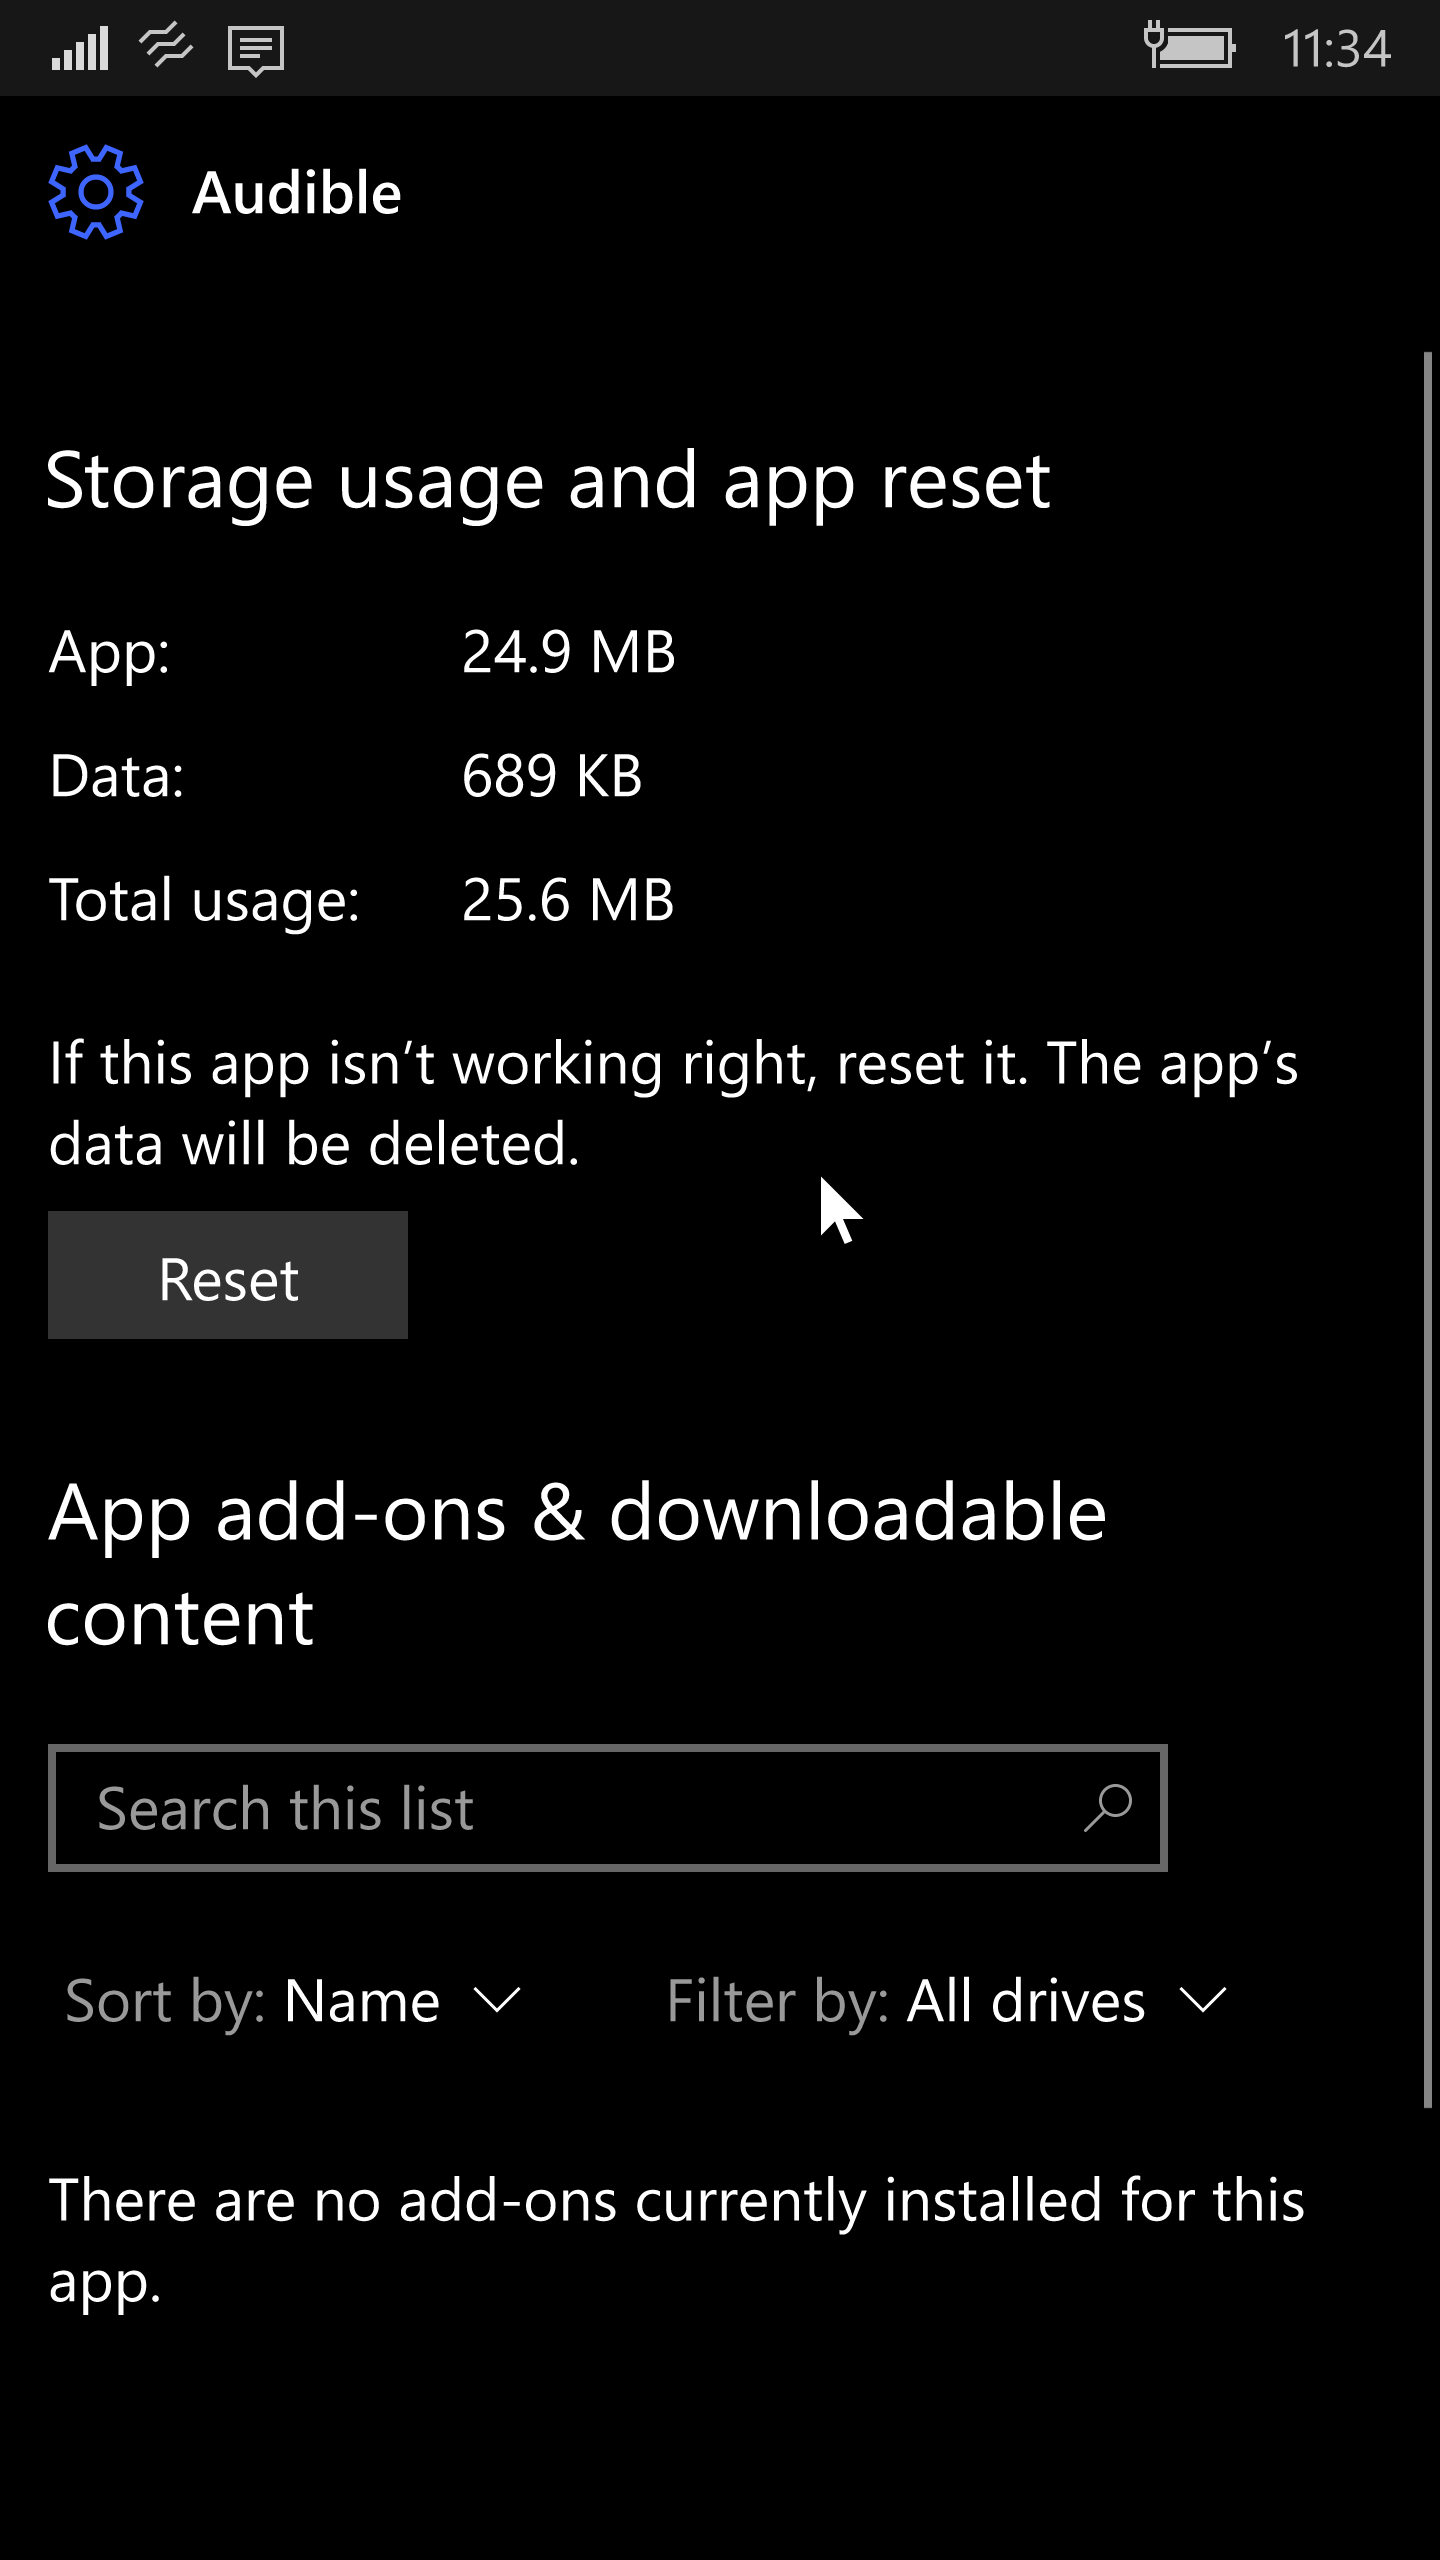 11:34
Audible
Storage usage and app reset
App: 24.9 MB
Data: 689 KB
Total usage: 25.6 MB
If this app isn’t working right, reset it. The app’s
data will be deleted.
Reset
App add-ons & downloadable
content
Search this list
Sort by: Name Filter by: All drives
There are no add-ons currently installed for this
app.